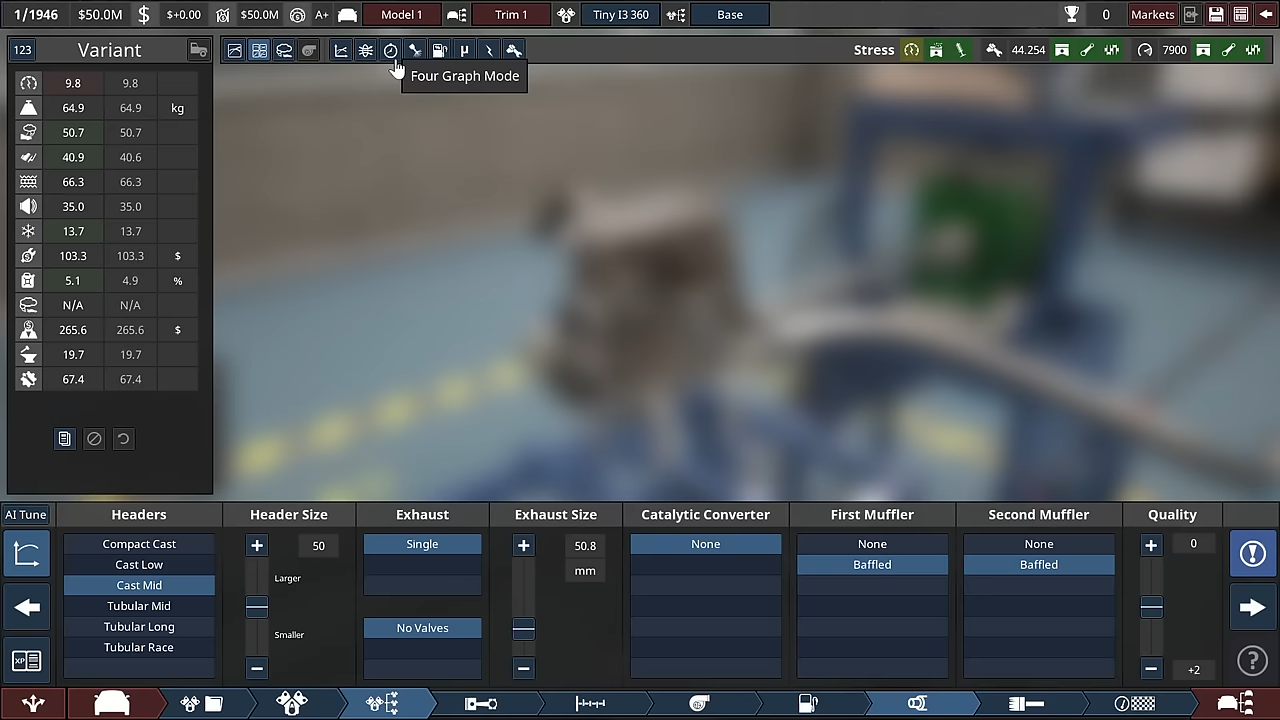 1/1946 $50.0M $ $+0.00 $50.0M A+ Model 1 Trim 1 Tiny I3 360 Base 0 Markets
123 Variant Stress 44.254 7900
Four Graph Mode
9.8 9.8
64.9 64.9 kg
50.7 50.7
40.9 40.6
66.3 66.3
35.0 35.0
13.7 13.7
103.3 103.3 $
5.1 4.9 %
N/A N/A
265.6 265.6 $
19.7 19.7
67.4 67.4
AI Tune Headers Header Size Exhaust Exhaust Size Catalytic Converter First Muffler Second Muffler Quality
Compact Cast + 50 Single + 50.8 None None None + 0
Cast Low Baffled Baffled
mm
Larger
Cast Mid
Tubular Mid
Tubular Long No Valves
Smaller
Tubular Race
XP +2
?